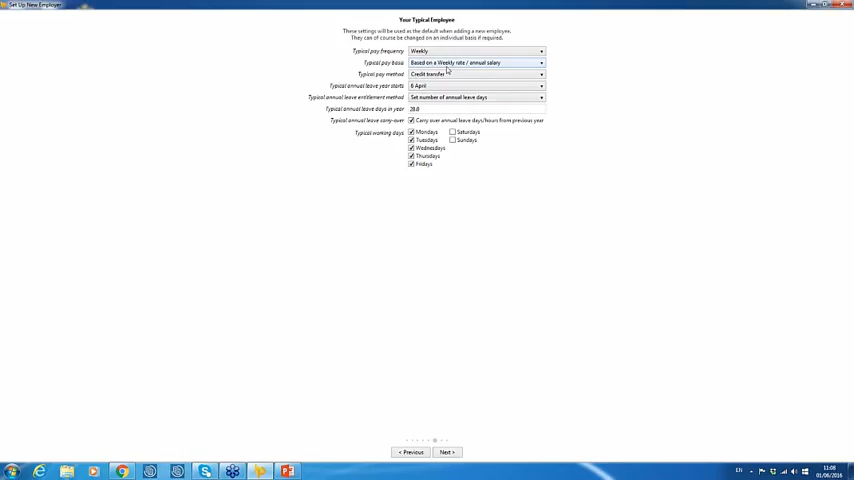 Set Up New Employer
Your Typical Employee
These settings will be used as the default when adding a new employee.
They can of course be changed on an individual basis if required.
Typical pay frequency Weekly
Typical pay basis Based on a Weekly rate / annual salary
Typical pay method Credit transfer
Typical annual leave year starts 6 April
Typical annual leave entitlement method Set number of annual leave days
Typical annual leave days in year 28.0
Typical annual leave carry-over Carry over annual leave days/hours from previous year
Typical working days Mondays Saturdays
Tuesdays Sundays
Wednesdays
Thursdays
Fridays
< Previous Next >
EN 11:08
01/06/2016